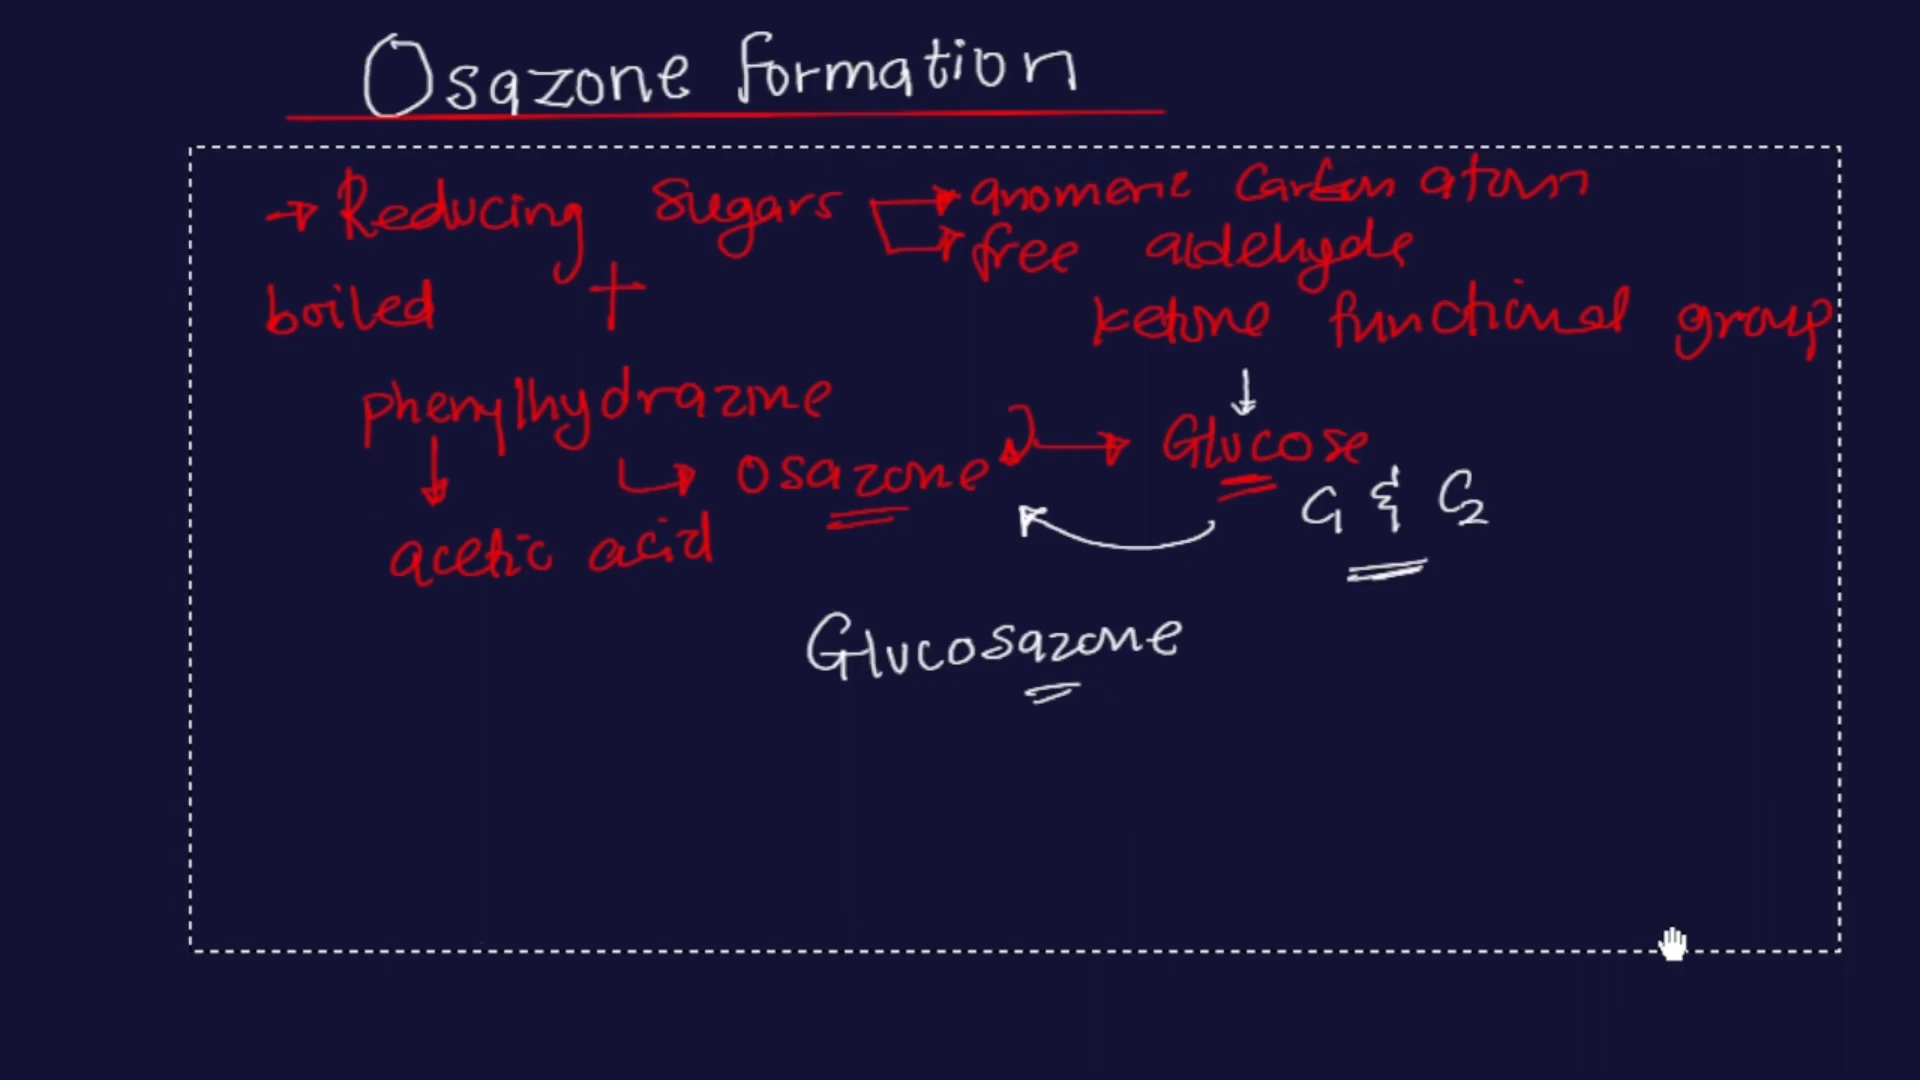 Osazone formation
→ Reducing sugars → anomeric carbon atom
→ free aldehyde
boiled + ketone functional group
↓
phenylhydrazine
↓ ↳ osazone → Glucose
C1 & C2
acetic acid
Glucosazone